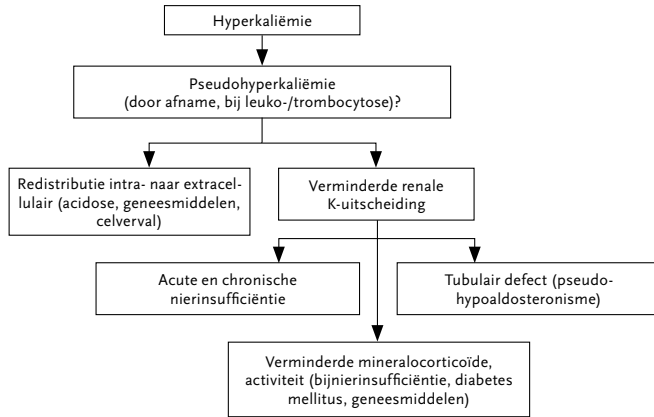 Hyperkaliëmie
Pseudohyperkaliëmie
(door afname, bij leuko-/trombocytose)?
Redistributie intra- naar extracel-
lulair (acidose, geneesmiddelen,
celverval)
Verminderde renale
K-uitscheiding
Acute en chronische
nierinsufficiëntie
Tubulair defect (pseudo-
hypoaldosteronisme)
Verminderde mineralocorticoïde,
activiteit (bijnierinsufficiëntie, diabetes
mellitus, geneesmiddelen)